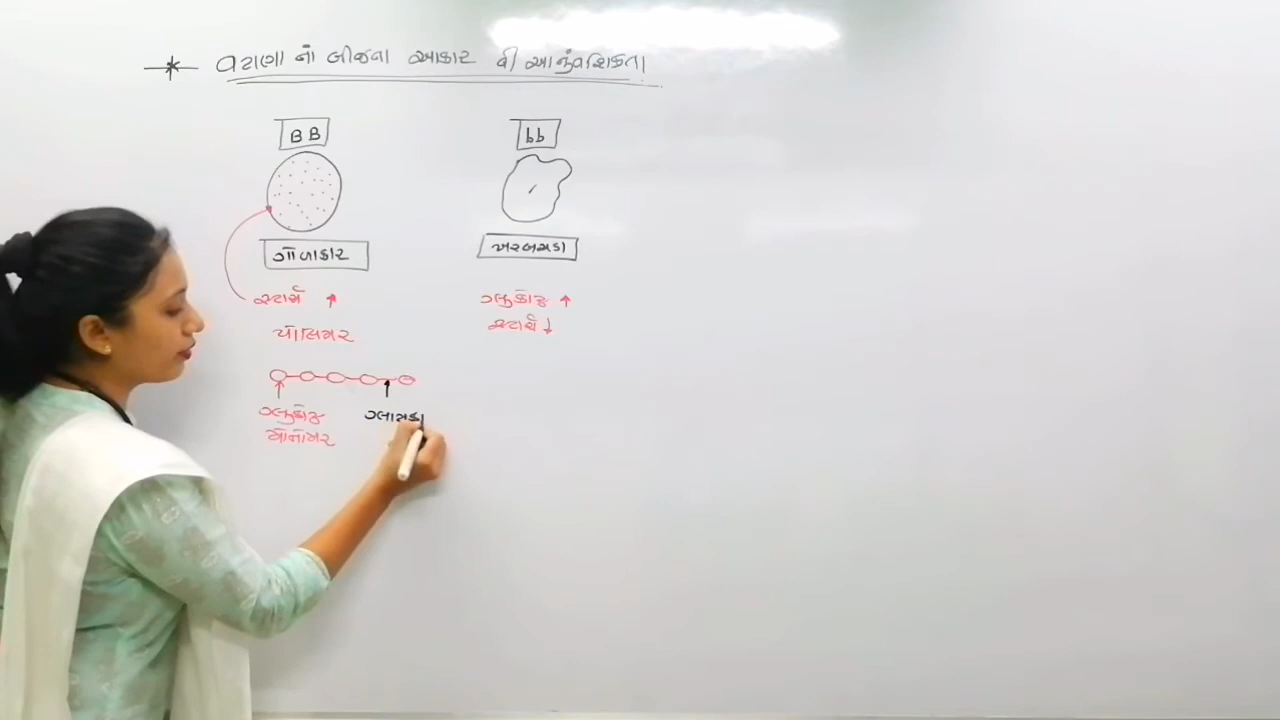 * વટાણા નાં બીજના આકાર ની આનુંવંશિકતા
BB
bb
ગોળાકાર
ખરબચડા
સ્ટાર્ચ ↑
પોલિમર
ગ્લુકોઝ ↑
સ્ટાર્ચ ↓
ગ્લુકોઝ
મોનોમર
ગ્લાયકો